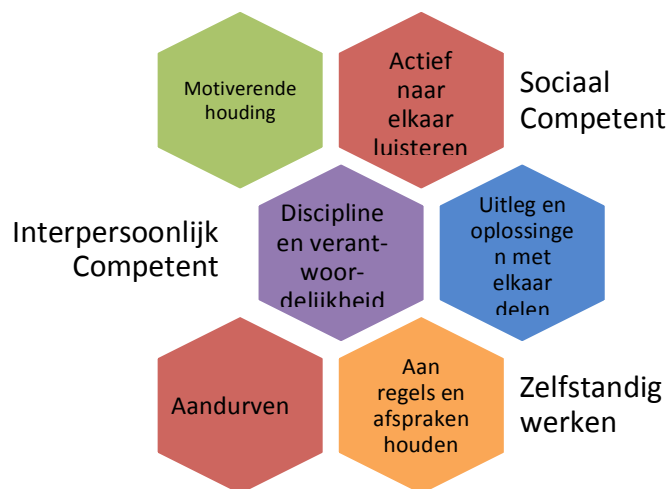 Motiverende
houding
Actief
naar
elkaar
luisteren
Sociaal
Competent
Interpersoonlijk
Competent
Discipline
en verant-
woor-
delijkheid
Uitleg en
oplossinge
n met
elkaar
delen
Aandurven
Aan
regels en
afspraken
houden
Zelfstandig
werken